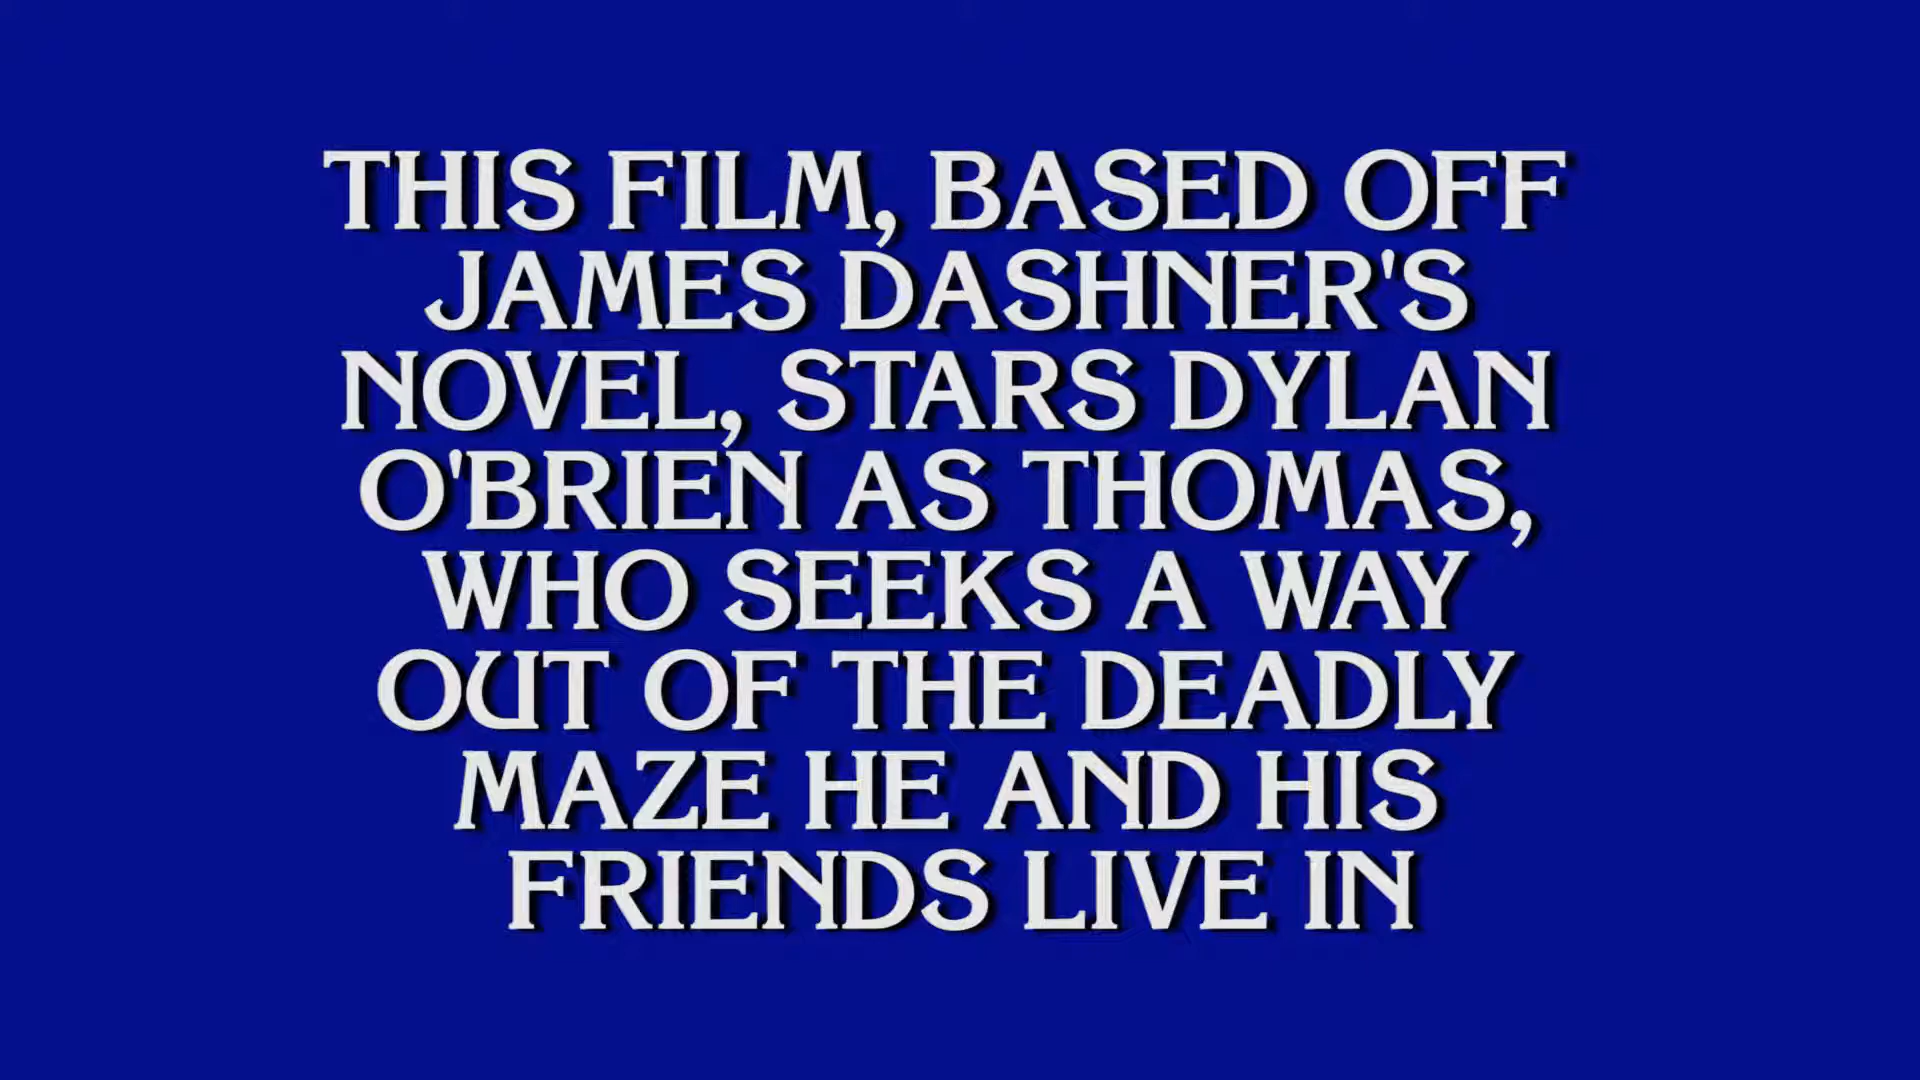 THIS FILM, BASED OFF
JAMES DASHNER'S
NOVEL, STARS DYLAN
O'BRIEN AS THOMAS,
WHO SEEKS A WAY
OUT OF THE DEADLY
MAZE HE AND HIS
FRIENDS LIVE IN